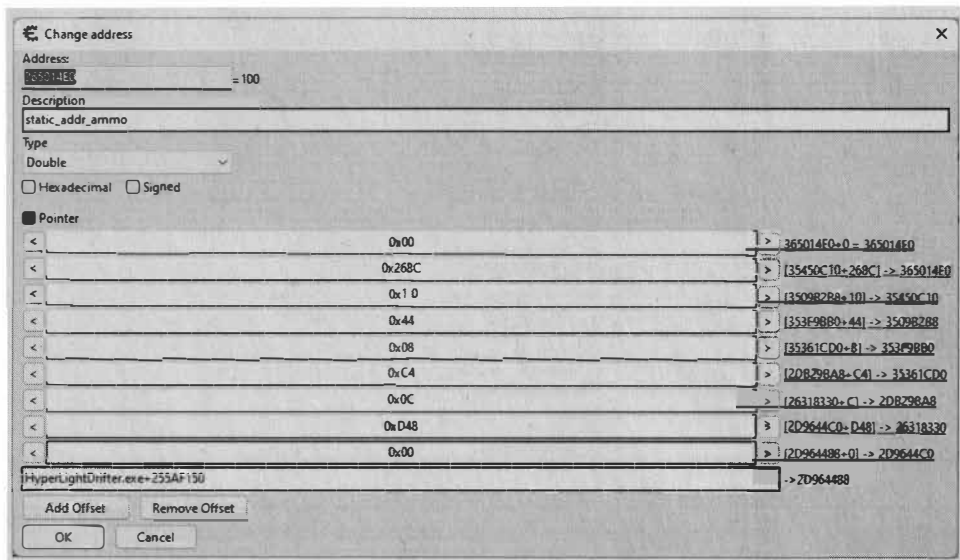 Change address
Address:
365014E0 =100
Description
static_addr_ammo
Type
Double
Hexadecimal Signed
Pointer
< 0x00 > 365014E0+0 = 365014E0
< 0x268C > [35450C10+268C] -> 365014E0
< 0x10 > [3509B2B8+10] -> 35450C10
< 0x44 > [353F9BB0+44] -> 3509B2B8
< 0x08 > [35361CD0+8] -> 353F9BB0
< 0xC4 > [2DB298A8+C4] -> 35361CD0
< 0x0C > [26318330+C] -> 2DB298A8
< 0xD48 > [2D9644C0+D48] -> 26318330
< 0x00 > [2D964488+0] -> 2D9644C0
HyperLightDrifter.exe+255AF150 ->2D964488
Add Offset Remove Offset
OK Cancel